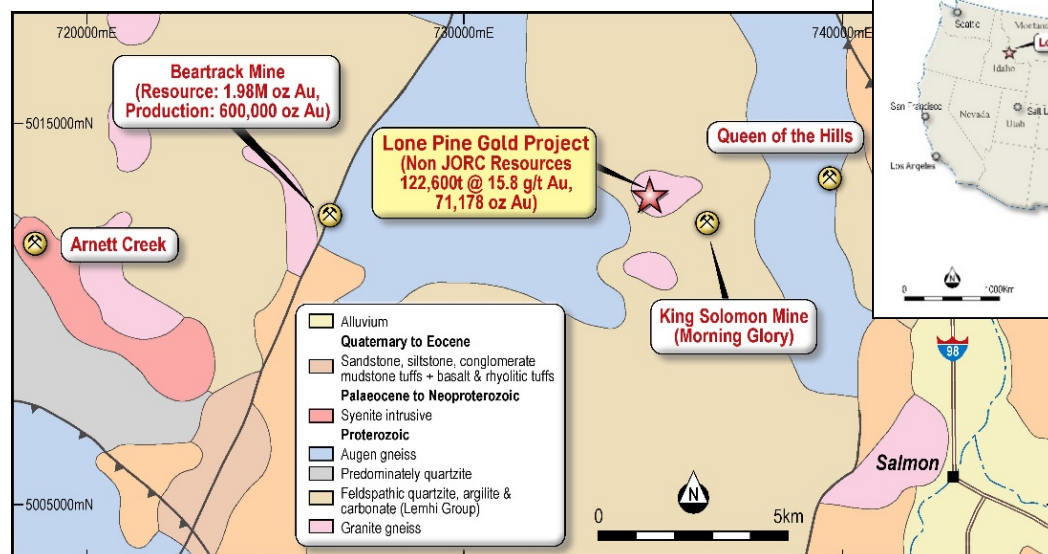 720000mE
730000mE
740000mE
5015000mN
5005000mN
Beartrack Mine
(Resource: 1.98M oz Au,
Production: 600,000 oz Au)
Lone Pine Gold Project
(Non JORC Resources
122,600t @ 15.8 g/t Au,
71,178 oz Au)
Queen of the Hills
Arnett Creek
King Solomon Mine
(Morning Glory)
Alluvium
Quaternary to Eocene
Sandstone, siltstone, conglomerate
mudstone tuffs + basalt & rhyolitic tuffs
Palaeocene to Neoproterozoic
Syenite intrusive
Proterozoic
Augen gneiss
Predominately quartzite
Feldspathic quartzite, argilite &
carbonate (Lemhi Group)
Granite gneiss
N
0 5km
98
Salmon
Seattle
Montan
Lo
Idaho
San Francisco
Nevada
Salt L
Utah
Los Angeles
N
0 1000Km